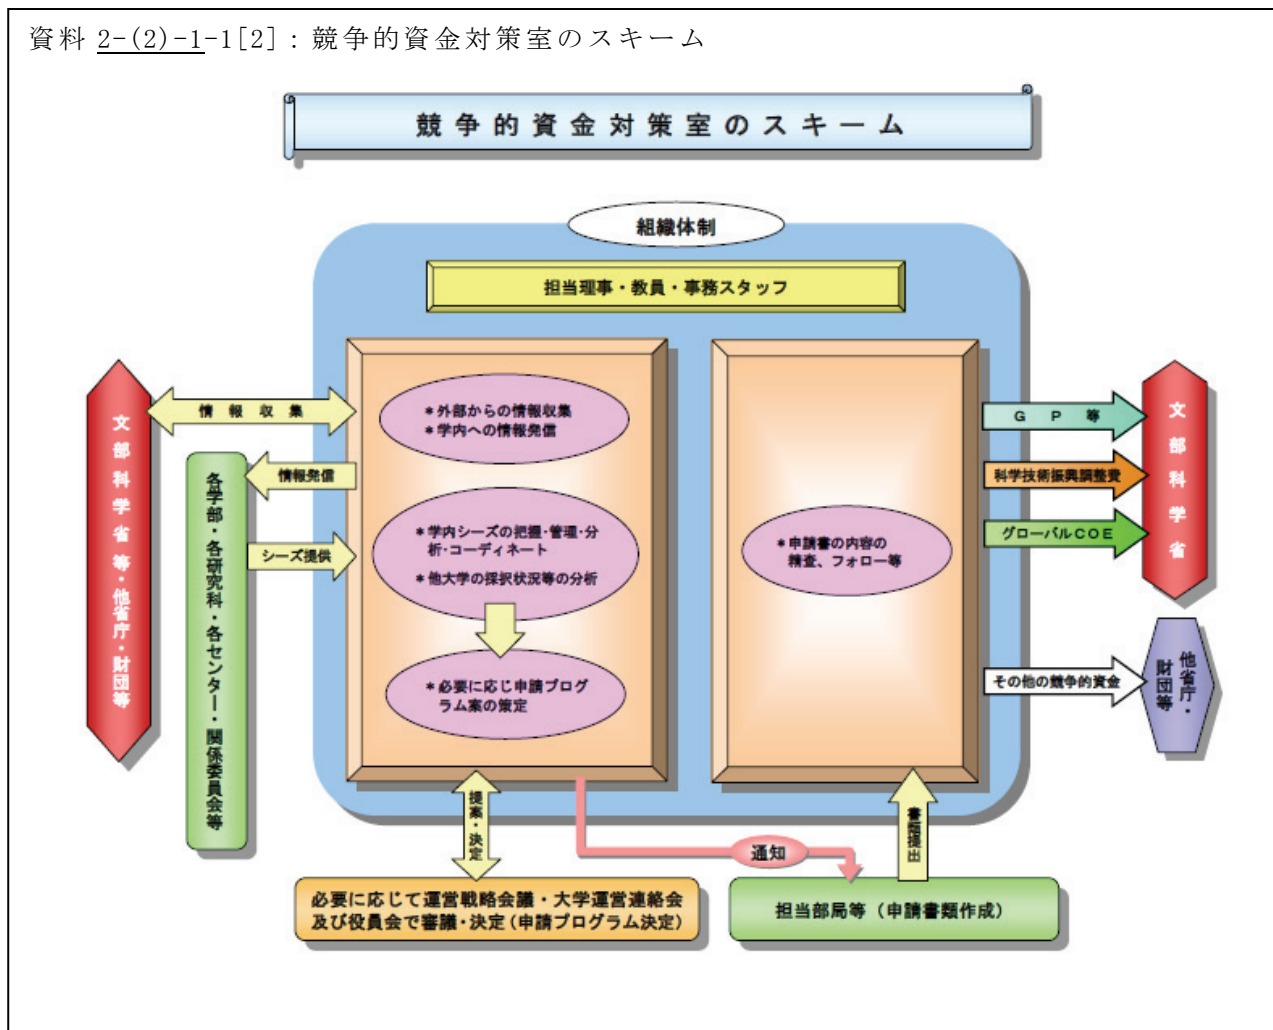 資料 2-(2)-1-1[2]：競争的資金対策室のスキーム
競争的資金対策室のスキーム
組織体制
担当理事・教員・事務スタッフ
文部科学省等・他省庁・財団等
情報収集
情報発信
シーズ提供
各学部・各研究科・各センター・関係委員会等
＊外部からの情報収集
＊学内への情報発信
＊学内シーズの把握・管理・分
析・コーディネート
＊他大学の採択状況等の分析
＊必要に応じ申請プログ
ラム案の策定
＊申請書の内容の
精査、フォロー等
ＧＰ等
科学技術振興調整費
グローバルＣＯＥ
その他の競争的資金
文部科学省
他省庁・
財団等
提案・決定
通知
書類提出
必要に応じて運営戦略会議・大学運営連絡会
及び役員会で審議・決定（申請プログラム決定）
担当部局等（申請書類作成）